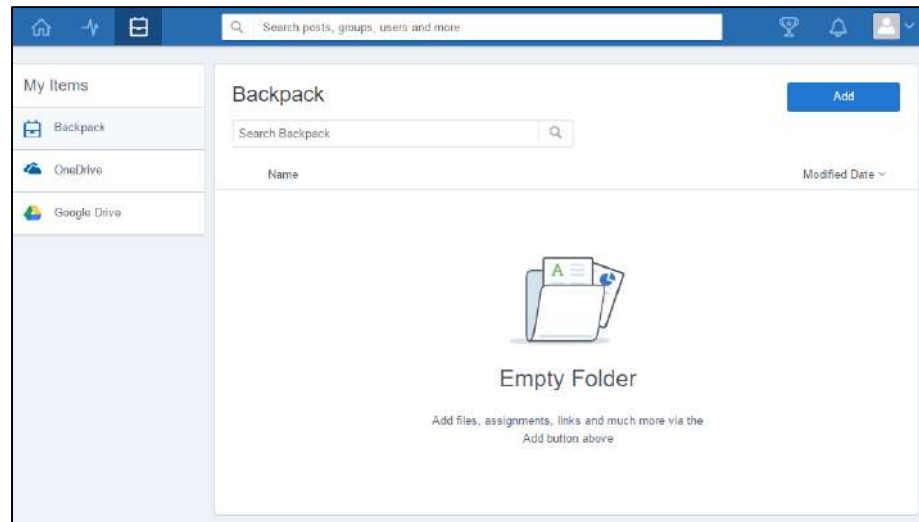 Search posts, groups, users and more
My Items
Backpack
OneDrive
Google Drive
Backpack
Add
Search Backpack
Name
Modified Date
A
Empty Folder
Add files, assignments, links and much more via the
Add button above